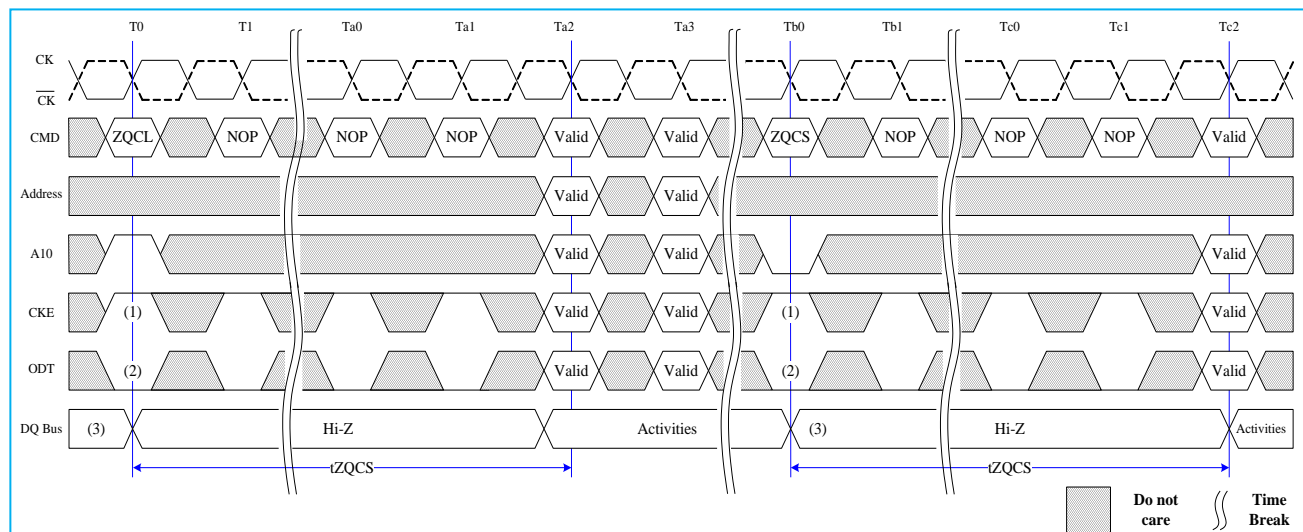 T0 T1 Ta0 Ta1 Ta2 Ta3 Tb0 Tb1 Tc0 Tc1 Tc2
CK
CK
CMD ZQCL NOP NOP NOP Valid Valid ZQCS NOP NOP NOP Valid
Address Valid Valid
A10 Valid Valid Valid
CKE (1) Valid Valid (1) Valid
ODT (2) Valid Valid (2) Valid
DQ Bus (3) Hi-Z Activities (3) Hi-Z Activities
tZQCS tZQCS
Do not Time
care Break